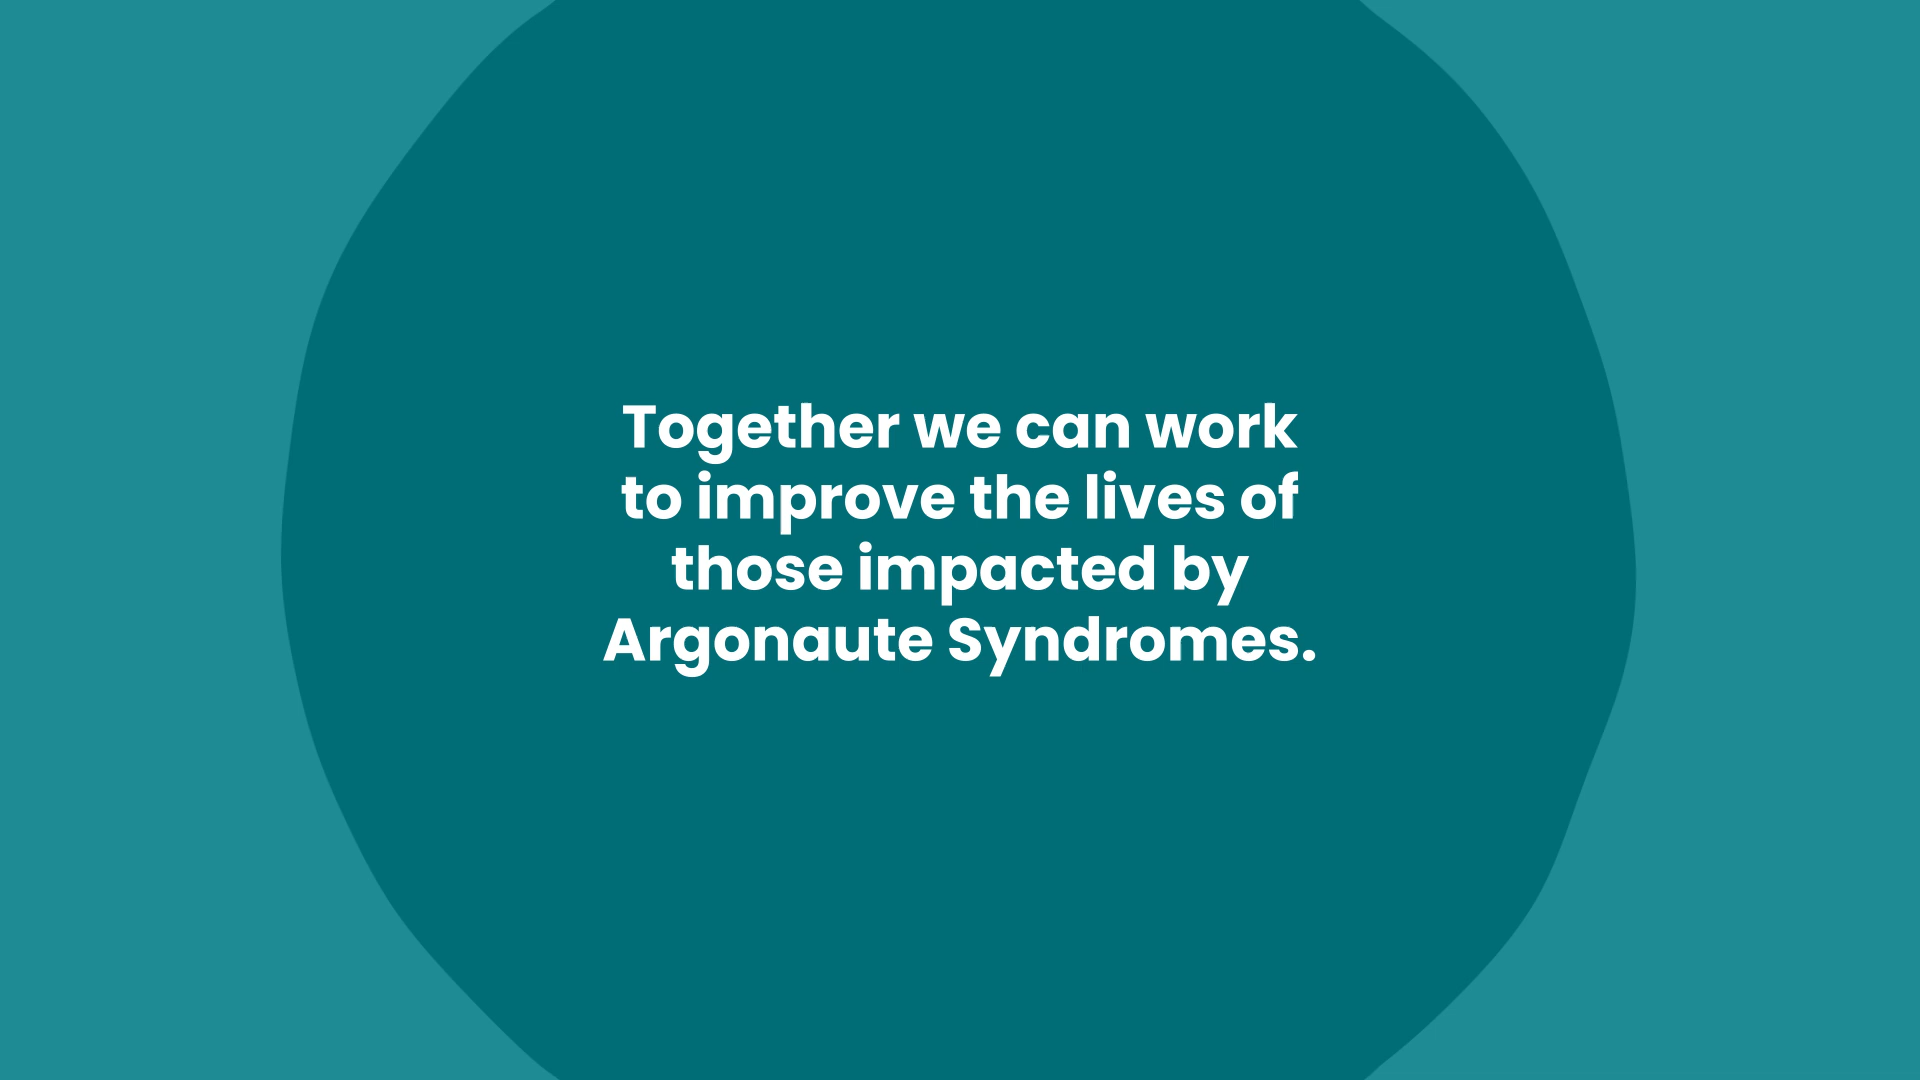 Together we can work
to improve the lives of
those impacted by
Argonaute Syndromes.